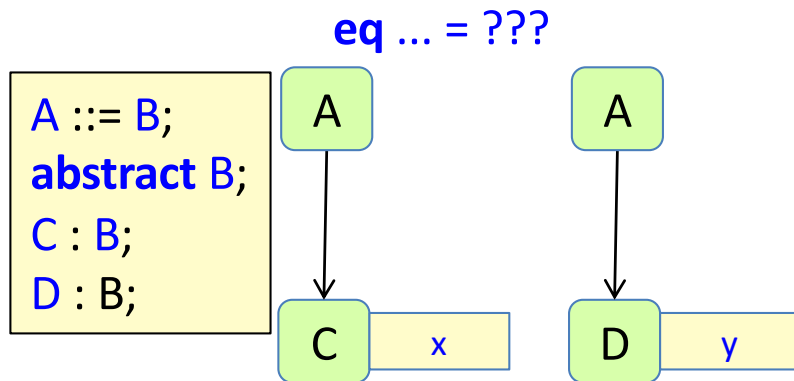 eq ... = ???
A ::= B;
abstract B;
C : B;
D : B;
A
A
C
x
D
y